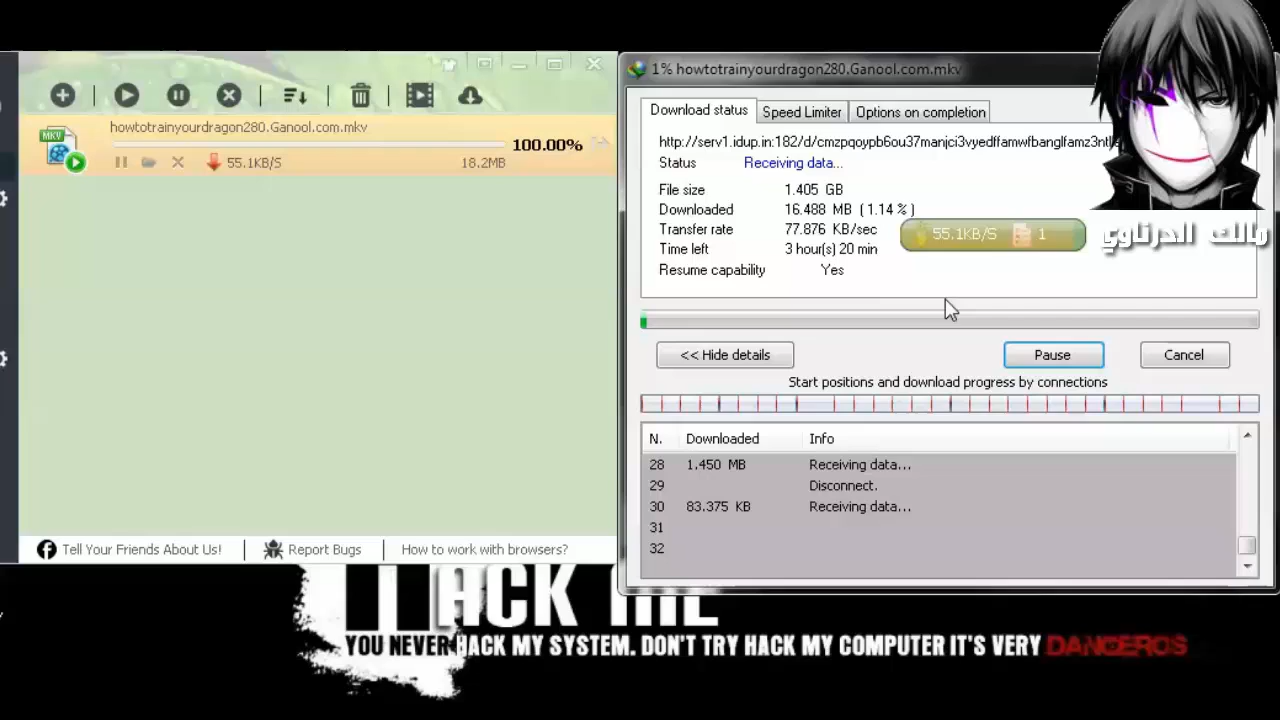 howtotrainyourdragon280.Ganool.com.mkv
MKV
100.00%
55.1KB/S
18.2MB
Tell Your Friends About Us!
Report Bugs
How to work with browsers?
1% howtotrainyourdragon280.Ganool.com.mkv
Download status
Speed Limiter
Options on completion
Status Receiving data...
File size 1.405 GB
Downloaded 16.488 MB ( 1.14 % )
Transfer rate 77.876 KB/sec
Time left 3 hour(s) 20 min
Resume capability Yes
55.1KB/S 1
مالك الدرناوي
<< Hide details
Pause
Cancel
Start positions and download progress by connections
N. Downloaded Info
28 1.450 MB Receiving data...
29 Disconnect.
30 83.375 KB Receiving data...
31
32
YOU NEVER HACK MY SYSTEM. DON'T TRY HACK MY COMPUTER IT'S VERY DANCEROS